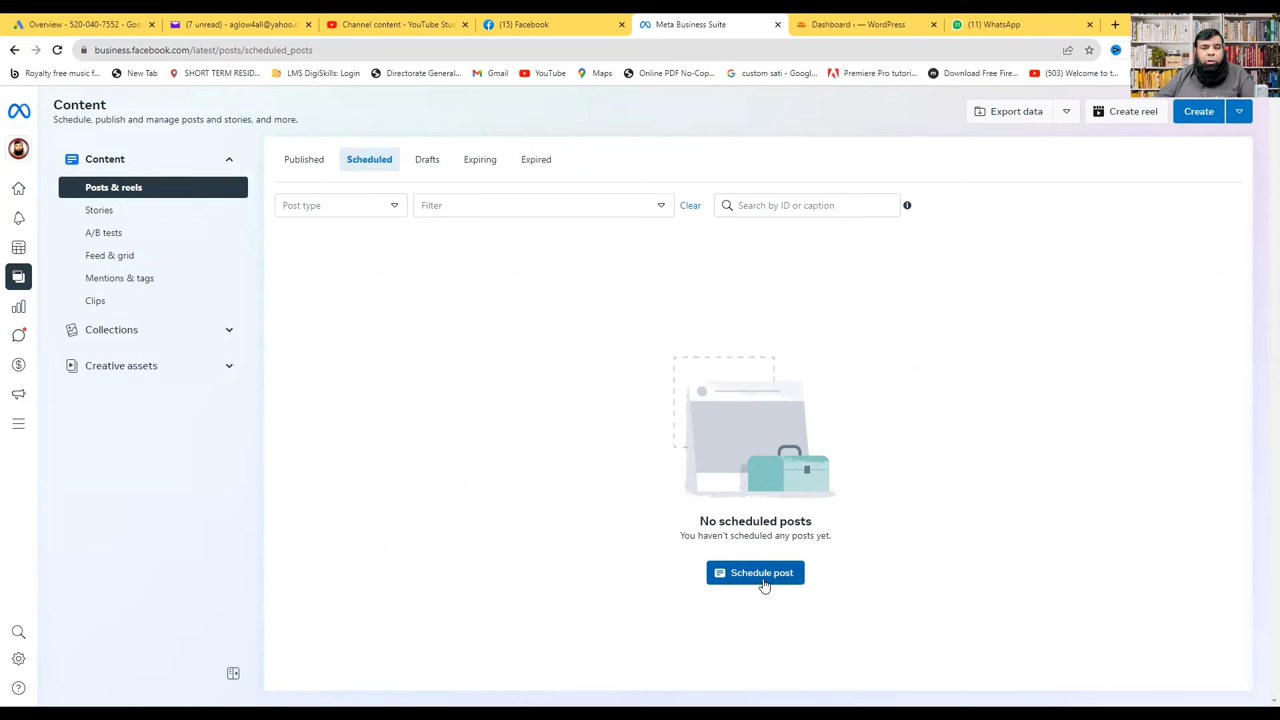 Overview - 520-040-7552 - Goo
(7 unread) - aglow4all@yahoo.c
Channel content - YouTube Stu
(15) Facebook
Meta Business Suite
Dashboard ‹ — WordPress
(11) WhatsApp
business.facebook.com/latest/posts/scheduled_posts
Royalty free music f...
New Tab
SHORT TERM RESID...
LMS DigiSkills: Login
Directorate General...
Gmail
YouTube
Maps
Online PDF No-Cop...
custom sati - Googl...
Premiere Pro tutori...
Download Free Fire...
(503) Welcome to t...
Content
Schedule, publish and manage posts and stories, and more.
Export data
Create reel
Create
Content
Posts & reels
Stories
A/B tests
Feed & grid
Mentions & tags
Clips
Collections
Creative assets
Published
Scheduled
Drafts
Expiring
Expired
Post type
Filter
Clear
Search by ID or caption
No scheduled posts
You haven't scheduled any posts yet.
Schedule post